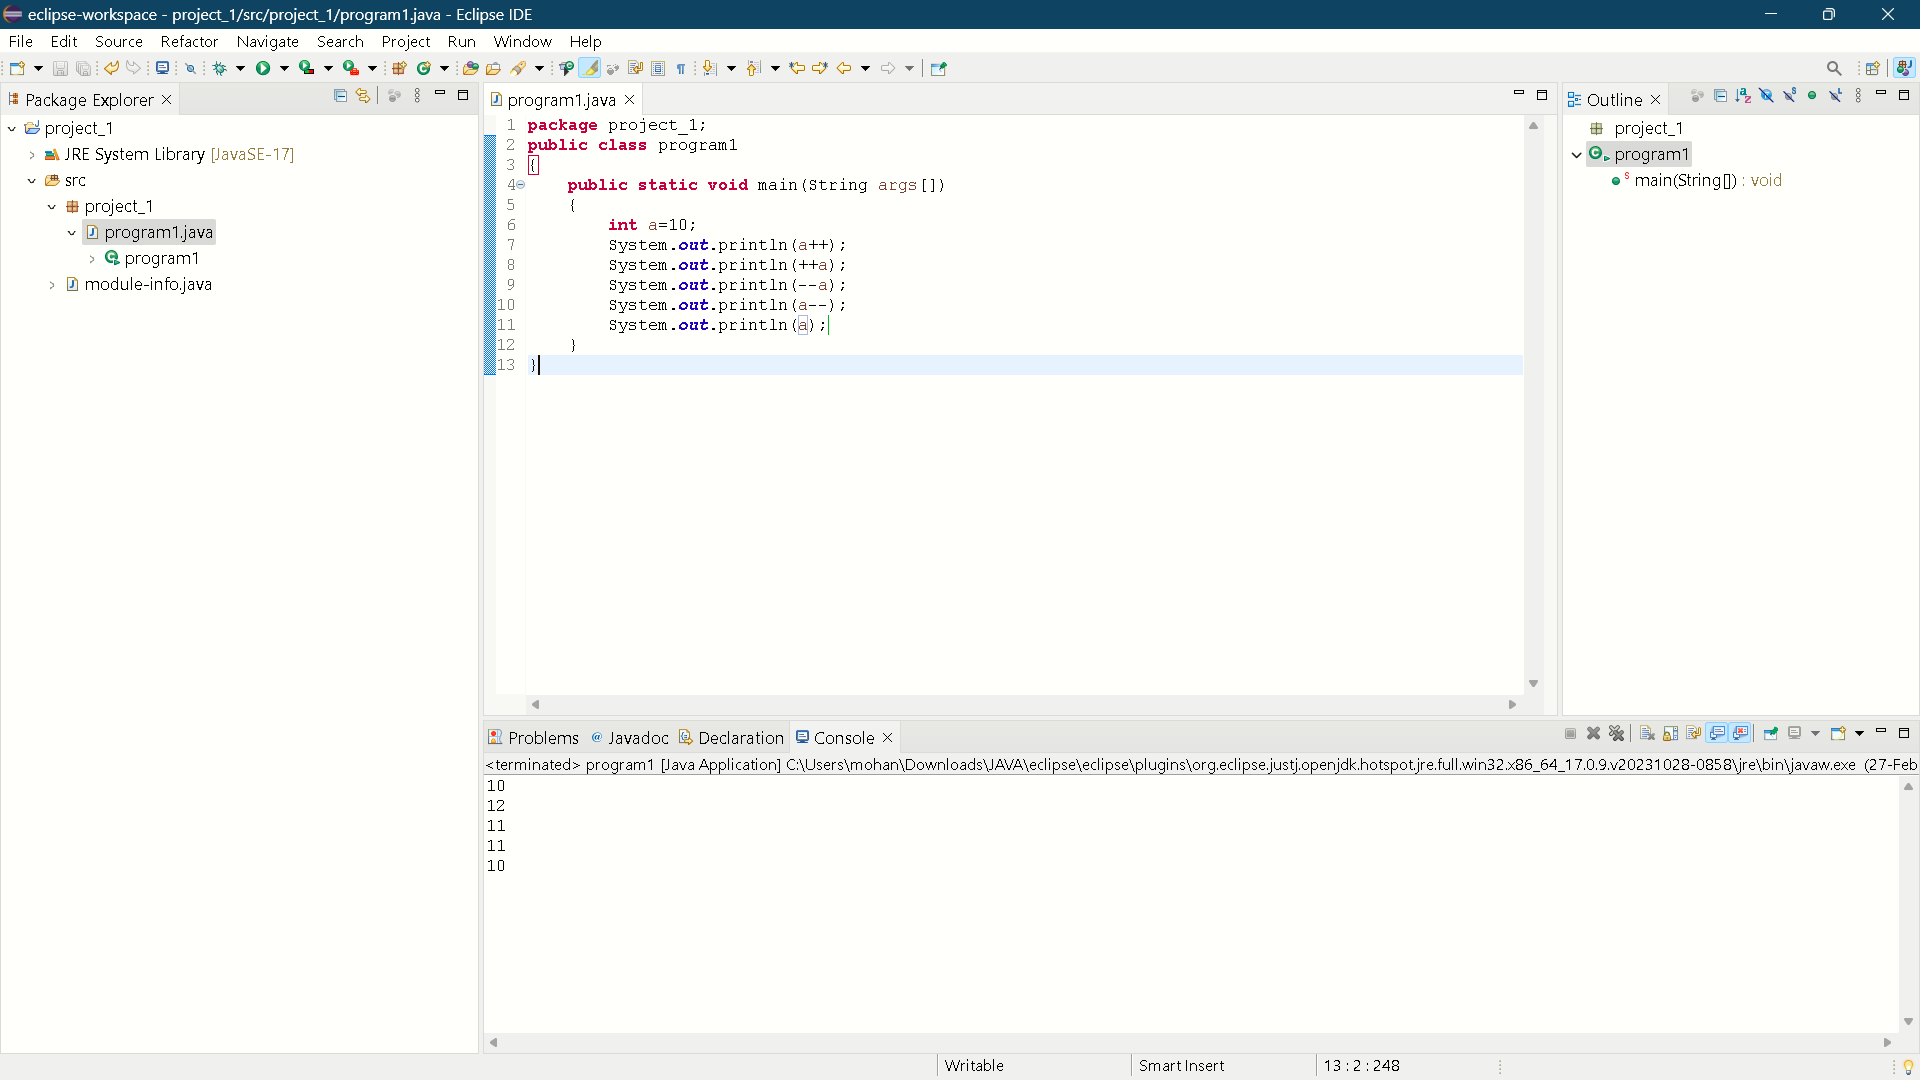 eclipse-workspace - project_1/src/project_1/program1.java - Eclipse IDE
File Edit Source Refactor Navigate Search Project Run Window Help
Package Explorer
project_1
JRE System Library [JavaSE-17]
src
project_1
program1.java
program1
module-info.java
program1.java
1 package project_1;
2 public class program1
3 {
4 public static void main(String args[])
5 {
6 int a=10;
7 System.out.println(a++);
8 System.out.println(++a);
9 System.out.println(--a);
10 System.out.println(a--);
11 System.out.println(a);
12 }
13 }
Outline
project_1
program1
main(String[]) : void
Problems @ Javadoc Declaration Console
<terminated> program1 [Java Application] C:\Users\mohan\Downloads\JAVA\eclipse\eclipse\plugins\org.eclipse.justj.openjdk.hotspot.jre.full.win32.x86_64_17.0.9.v20231028-0858\jre\bin\javaw.exe (27-Feb
10
12
11
11
10
Writable Smart Insert 13 : 2 : 248